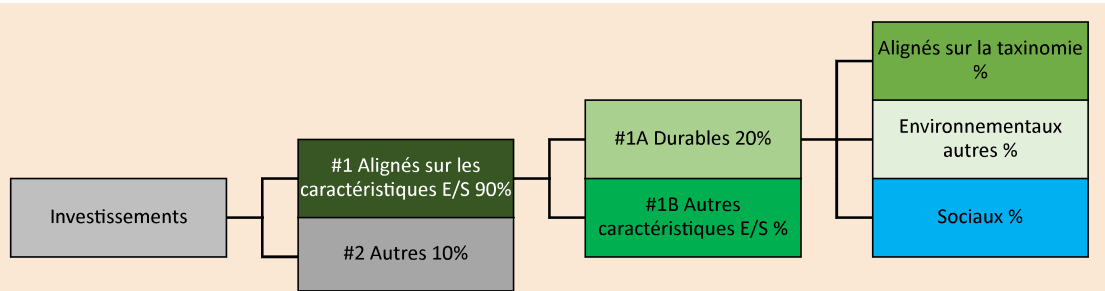 Investissements
#1 Alignés sur les
caractéristiques E/S 90%
#2 Autres 10%
#1A Durables 20%
#1B Autres
caractéristiques E/S %
Alignés sur la taxinomie
%
Environnementaux
autres %
Sociaux %